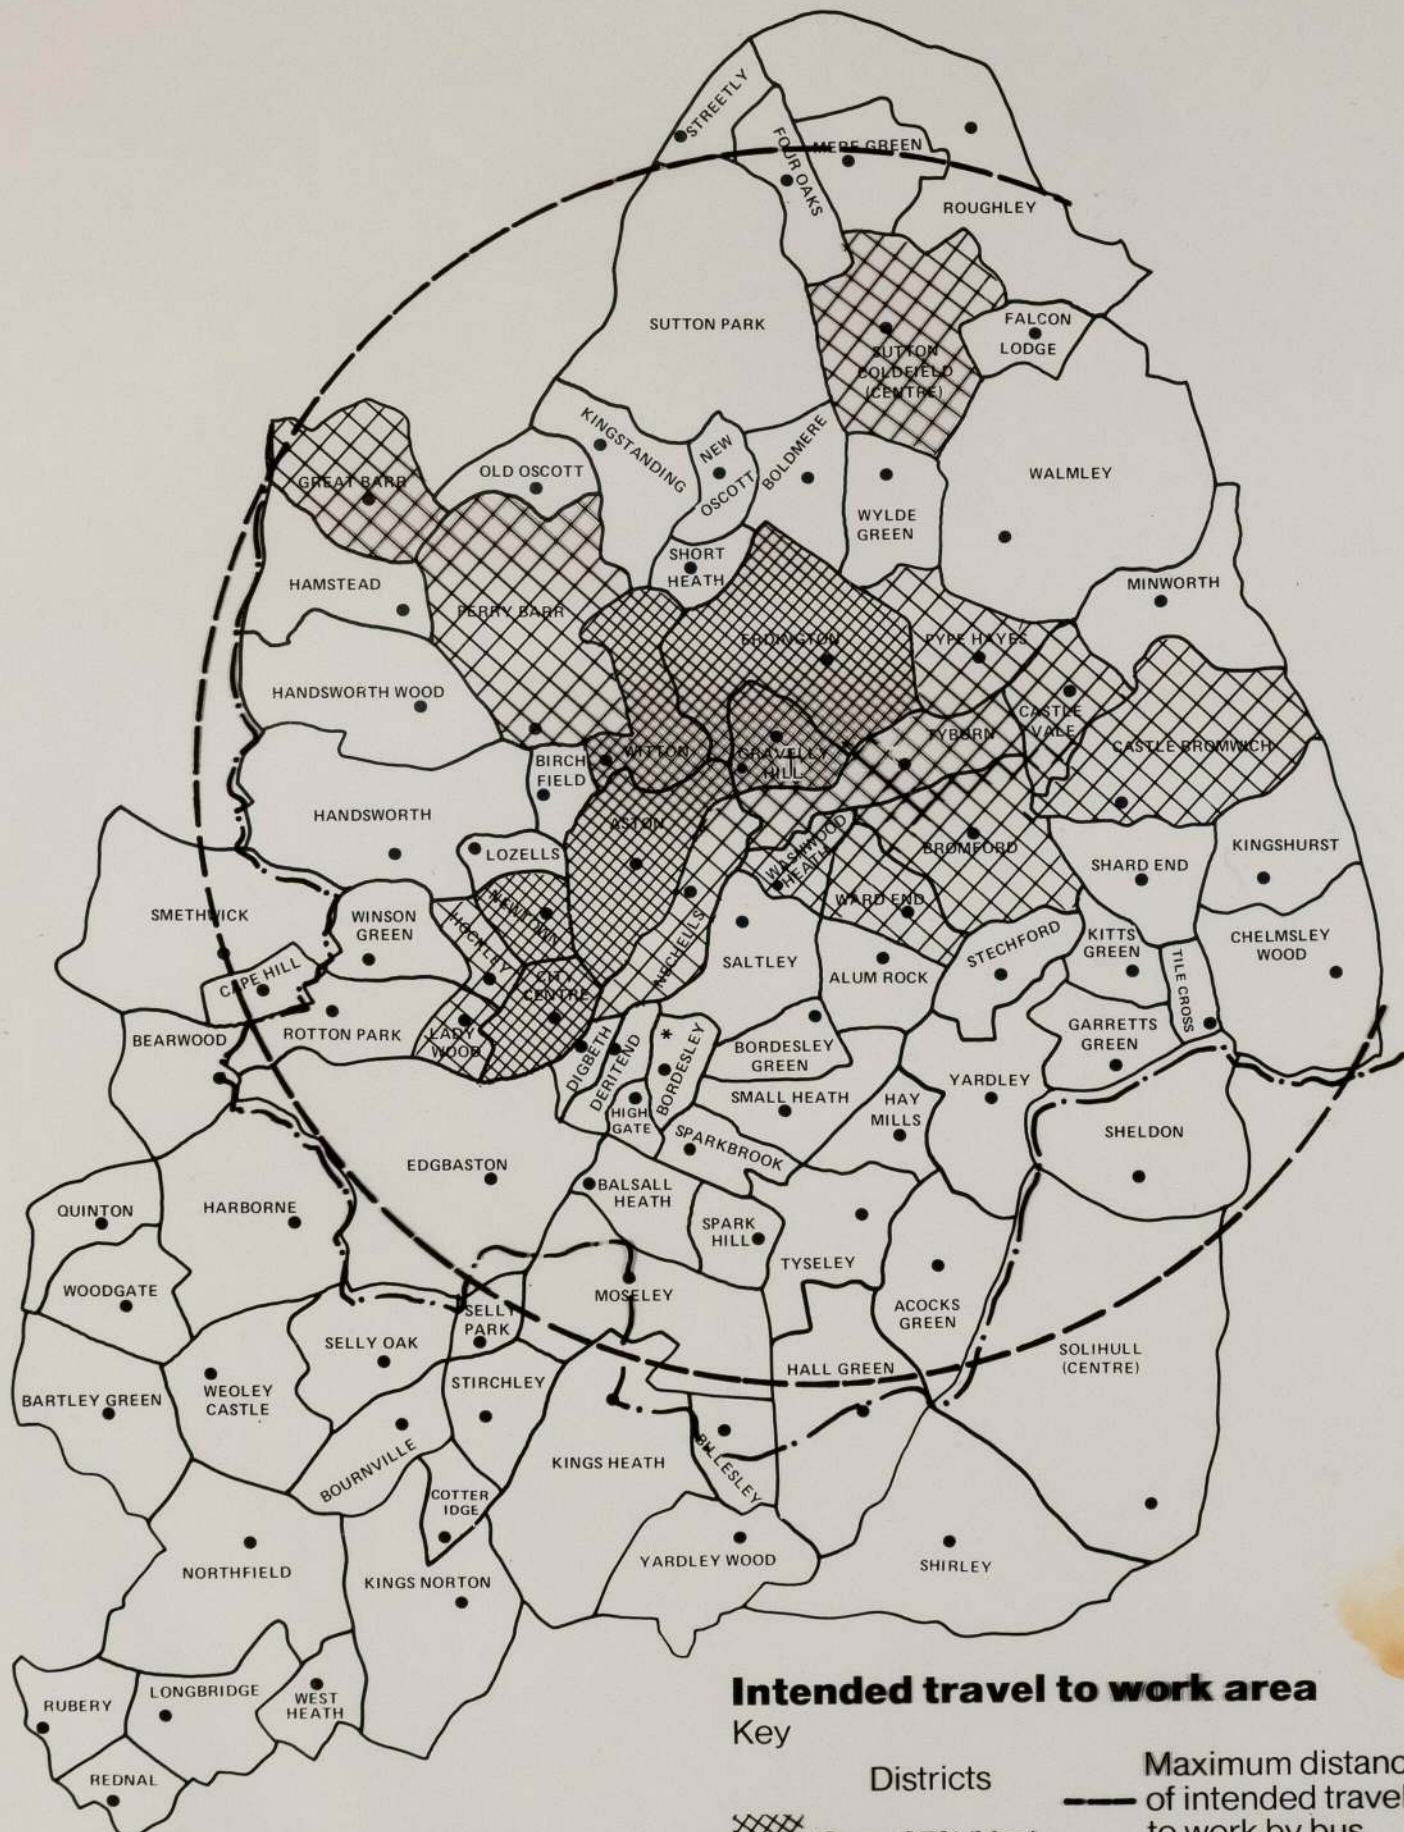 STREETLY
FOUR OAKS
MERE GREEN
ROUGHLEY
SUTTON PARK
SUTTON
COLDFIELD
(CENTRE)
FALCON
LODGE
KINGSTANDING
NEW
OSCOTT
BOLDMERE
OLD OSCOTT
GREAT BARR
WALMLEY
WYLDE
GREEN
SHORT
HEATH
HAMSTEAD
PERRY BARR
MINWORTH
ERDINGTON
PYPE HAYES
HANDSWORTH WOOD
CASTLE
VALE
CASTLE BROMWICH
TYBURN
WITTON
GRAVELLY
HILL
BIRCH
FIELD
HANDSWORTH
ASTON
LOZELLS
WASHWOOD
HEATH
BROMFORD
SHARD END
KINGSHURST
WARD END
SMETHWICK
WINSON
GREEN
NEWTOWN
HOCKLEY
NECHELLS
SALTLEY
ALUM ROCK
STECHFORD
KITTS
GREEN
CHELMSLEY
WOOD
TILE CROSS
CAPE HILL
CITY
CENTRE
BEARWOOD
ROTTON PARK
LADY
WOOD
DIGBETH
DERITEND
*
BORDESLEY
BORDESLEY
GREEN
GARRETTS
GREEN
YARDLEY
SMALL HEATH
HAY
MILLS
HIGH
GATE
SPARKBROOK
SHELDON
EDGBASTON
BALSALL
HEATH
QUINTON
HARBORNE
SPARK
HILL
TYSELEY
WOODGATE
MOSELEY
ACOCKS
GREEN
SELLY
PARK
SELLY OAK
SOLIHULL
(CENTRE)
HALL GREEN
BARTLEY GREEN
WEOLEY
CASTLE
STIRCHLEY
BOURNVILLE
KINGS HEATH
BILLESLEY
COTTER
IDGE
NORTHFIELD
KINGS NORTON
YARDLEY WOOD
SHIRLEY
RUBERY
LONGBRIDGE
WEST
HEATH
REDNAL
Intended travel to work area
Key
Districts
Maximum distanc
of intended travel
to work by bus